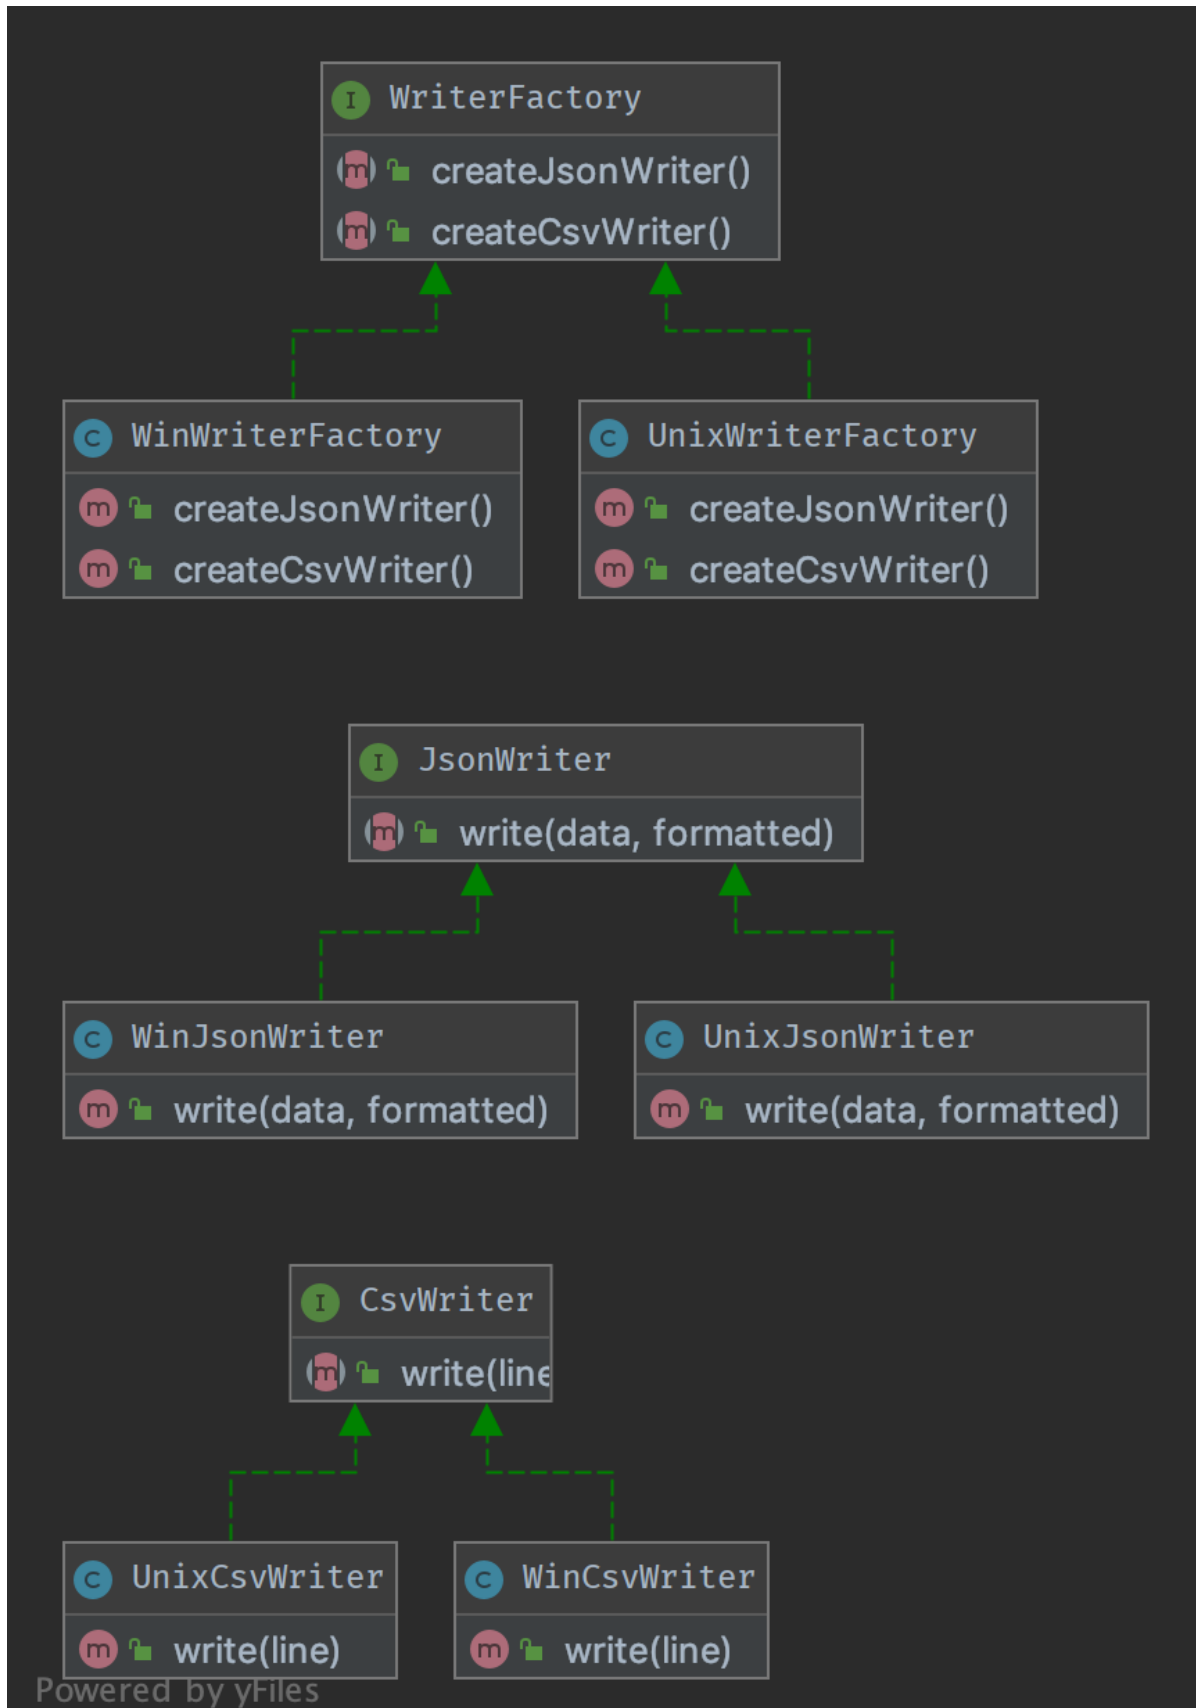 WriterFactory
createJsonWriter()
createCsvWriter()
WinWriterFactory
createJsonWriter()
createCsvWriter()
UnixWriterFactory
createJsonWriter()
createCsvWriter()
JsonWriter
write(data, formatted)
WinJsonWriter
write(data, formatted)
UnixJsonWriter
write(data, formatted)
CsvWriter
write(line
UnixCsvWriter
write(line)
WinCsvWriter
write(line)
Powered by yFiles